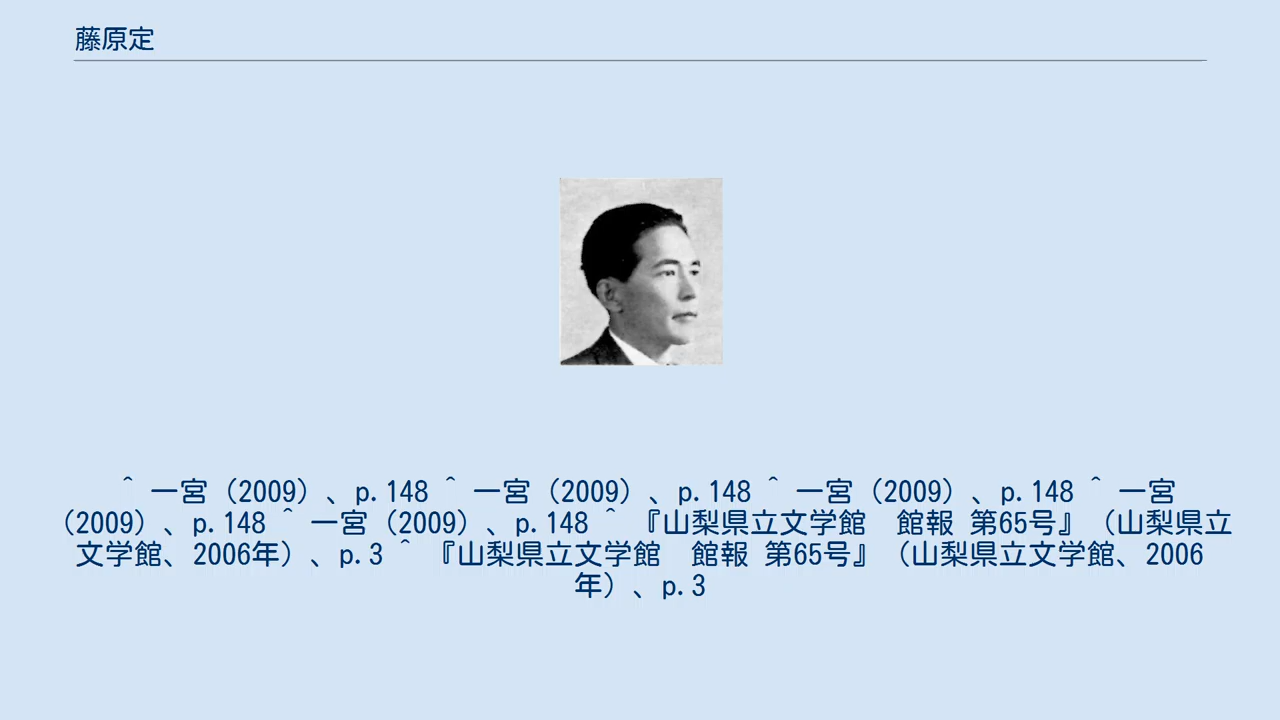 藤原定
^ 一宮（2009）、p.148 ^ 一宮（2009）、p.148 ^ 一宮（2009）、p.148 ^ 一宮
（2009）、p.148 ^ 一宮（2009）、p.148 ^ 『山梨県立文学館　館報 第65号』（山梨県立
文学館、2006年）、p.3 ^ 『山梨県立文学館　館報 第65号』（山梨県立文学館、2006
年）、p.3